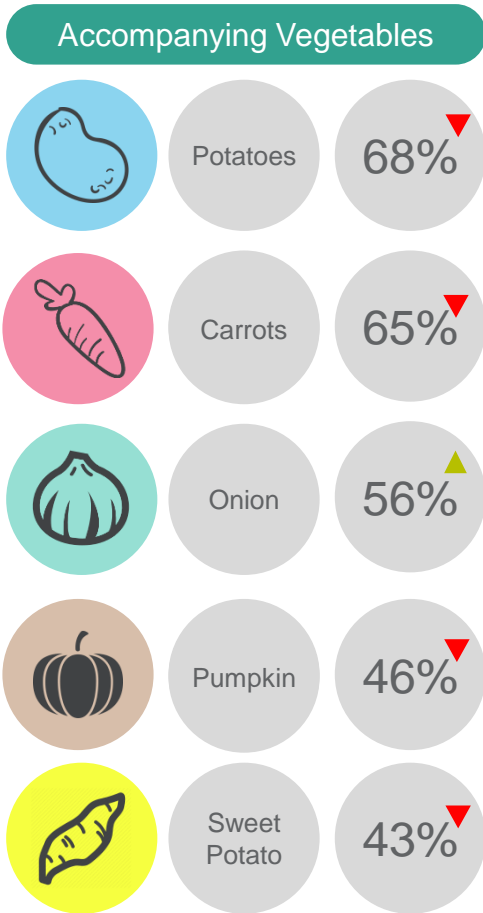 Accompanying Vegetables
Potatoes
68%
Carrots
65%
Onion
56%
Pumpkin
46%
Sweet
Potato
43%